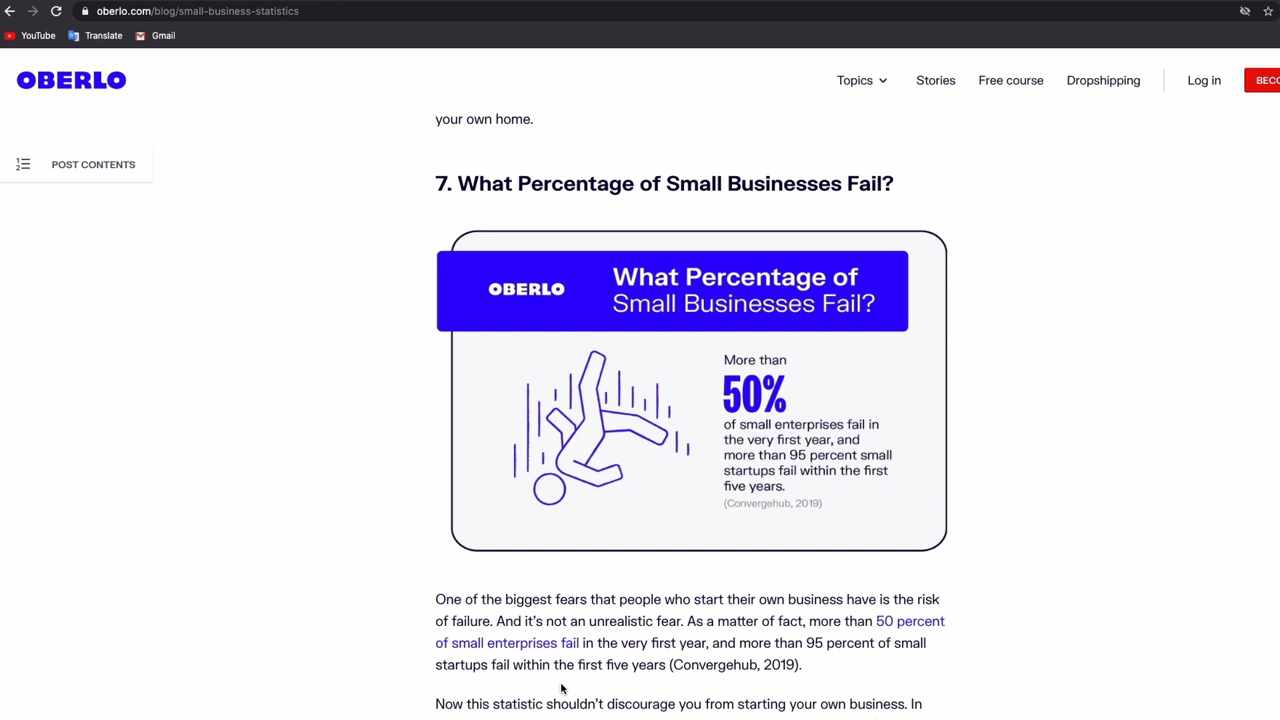 oberlo.com/blog/small-business-statistics
YouTube Translate Gmail
OBERLO
Topics Stories Free course Dropshipping Log in BECO
your own home.
POST CONTENTS
7. What Percentage of Small Businesses Fail?
OBERLO
What Percentage of
Small Businesses Fail?
More than
50%
of small enterprises fail in
the very first year, and
more than 95 percent small
startups fail within the first
five years.
(Convergehub, 2019)
One of the biggest fears that people who start their own business have is the risk
of failure. And it's not an unrealistic fear. As a matter of fact, more than 50 percent
of small enterprises fail in the very first year, and more than 95 percent of small
startups fail within the first five years (Convergehub, 2019).
Now this statistic shouldn't discourage you from starting your own business. In